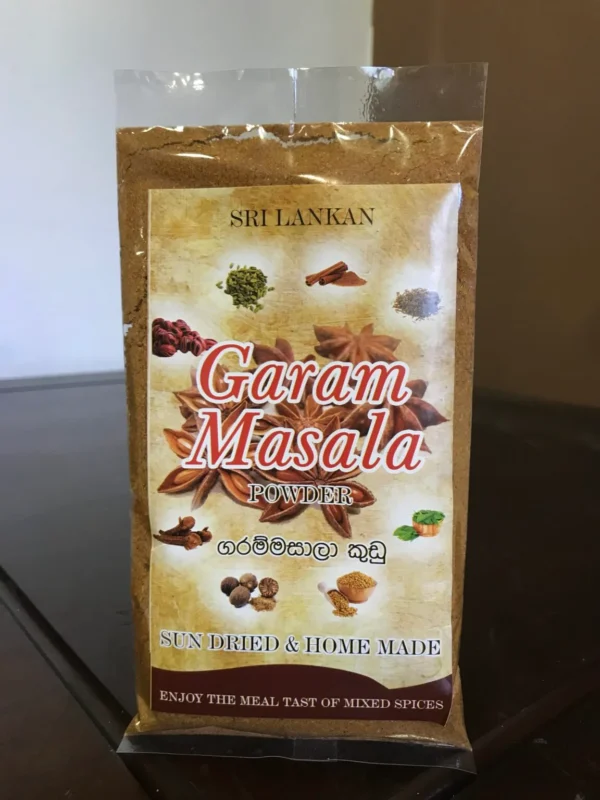 SRI LANKAN
Garam
Masala
POWDER
ගරම්මසාලා කුඩු
SUN DRIED & HOME MADE
ENJOY THE MEAL TAST OF MIXED SPICES